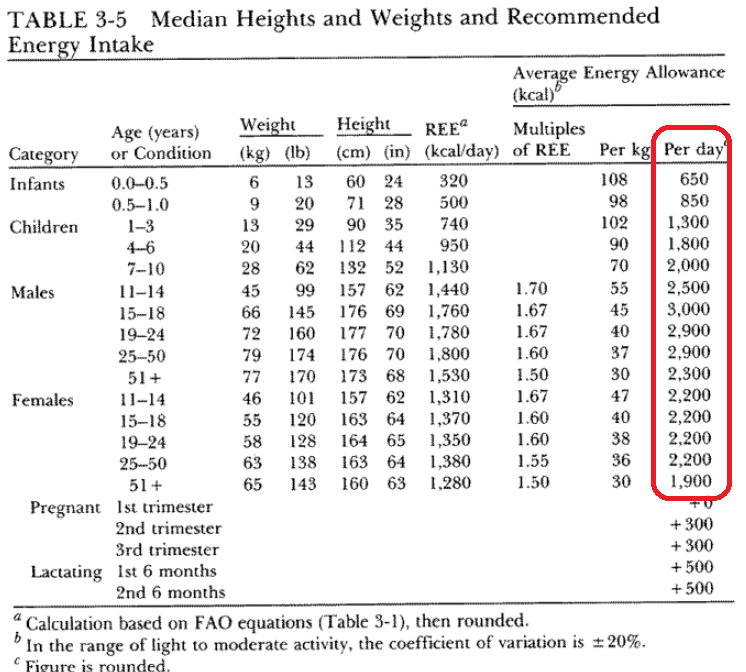 TABLE 3-5 Median Heights and Weights and Recommended
Energy Intake
Average Energy Allowance
(kcal)b
Age (years) Weight Height REEa Multiples
Category or Condition (kg) (lb) (cm) (in) (kcal/day) of REE Per kg Per dayc
Infants 0.0–0.5 6 13 60 24 320 108 650
0.5–1.0 9 20 71 28 500 98 850
Children 1–3 13 29 90 35 740 102 1,300
4–6 20 44 112 44 950 90 1,800
7–10 28 62 132 52 1,130 70 2,000
Males 11–14 45 99 157 62 1,440 1.70 55 2,500
15–18 66 145 176 69 1,760 1.67 45 3,000
19–24 72 160 177 70 1,780 1.67 40 2,900
25–50 79 174 176 70 1,800 1.60 37 2,900
51+ 77 170 173 68 1,530 1.50 30 2,300
Females 11–14 46 101 157 62 1,310 1.67 47 2,200
15–18 55 120 163 64 1,370 1.60 40 2,200
19–24 58 128 164 65 1,350 1.60 38 2,200
25–50 63 138 163 64 1,380 1.55 36 2,200
51+ 65 143 160 63 1,280 1.50 30 1,900
Pregnant 1st trimester +0
2nd trimester +300
3rd trimester +300
Lactating 1st 6 months +500
2nd 6 months +500
a Calculation based on FAO equations (Table 3-1), then rounded.
b In the range of light to moderate activity, the coefficient of variation is ±20%.
c Figure is rounded.